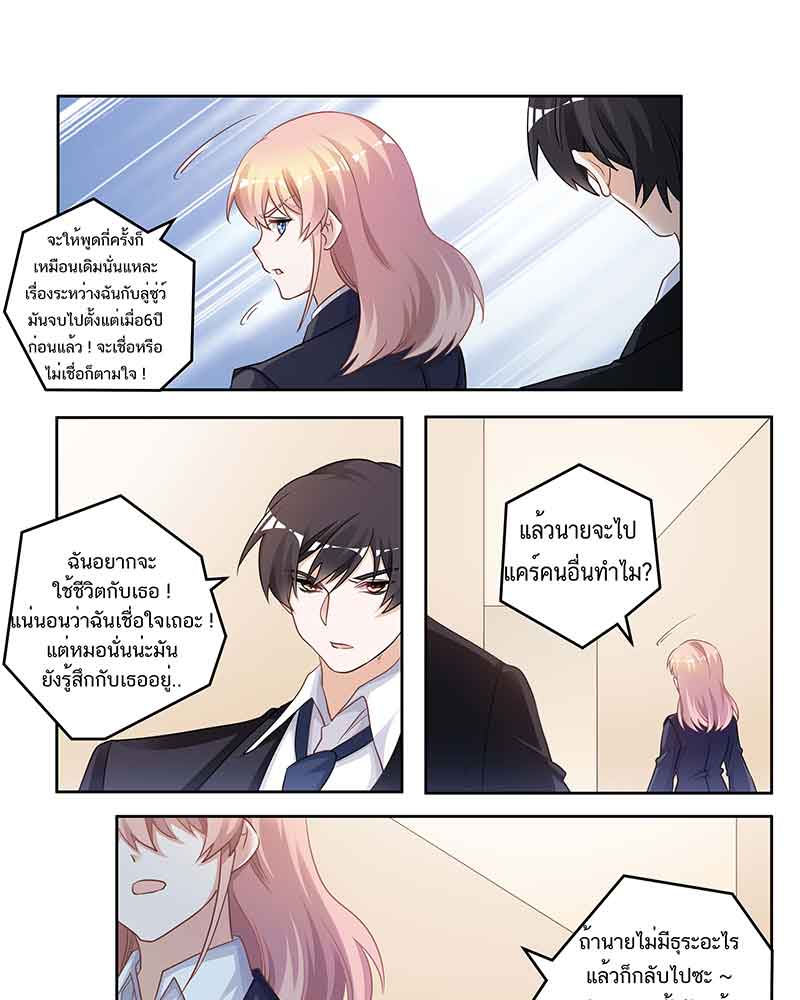 จะให้พูดกี่ครั้งก็
เหมือนเดิมนั่นแหละ
เรื่องระหว่างฉันกับลู่ซู่ว์
มันจบไปตั้งแต่เมื่อ6ปี
ก่อนแล้ว ! จะเชื่อหรือ
ไม่เชื่อก็ตามใจ !
ฉันอยากจะ
ใช้ชีวิตกับเธอ !
แน่นอนว่าฉันเชื่อใจเถอะ !
แต่หมอนั่นน่ะมัน
ยังรู้สึกกับเธออยู่..
แล้วนายจะไป
แคร์คนอื่นทำไม?
ถ้านายไม่มีธุระอะไร
แล้วก็กลับไปซะ ~